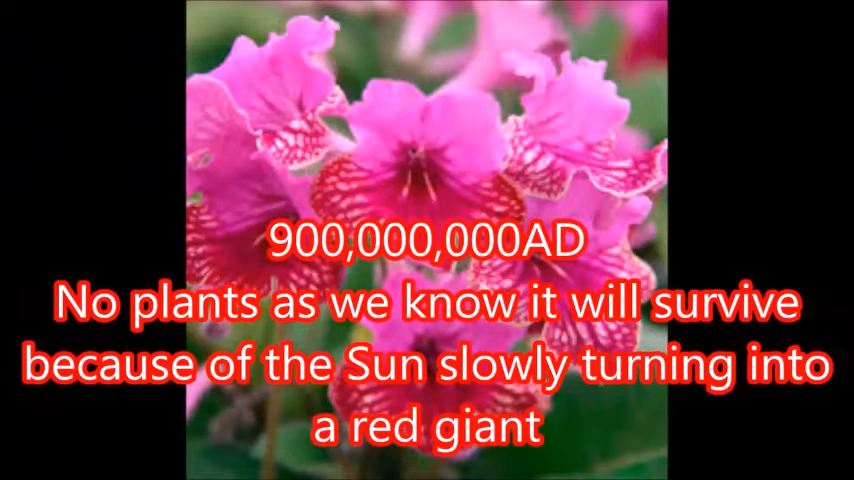 900,000,000AD
No plants as we know it will survive
because of the Sun slowly turning into
a red giant